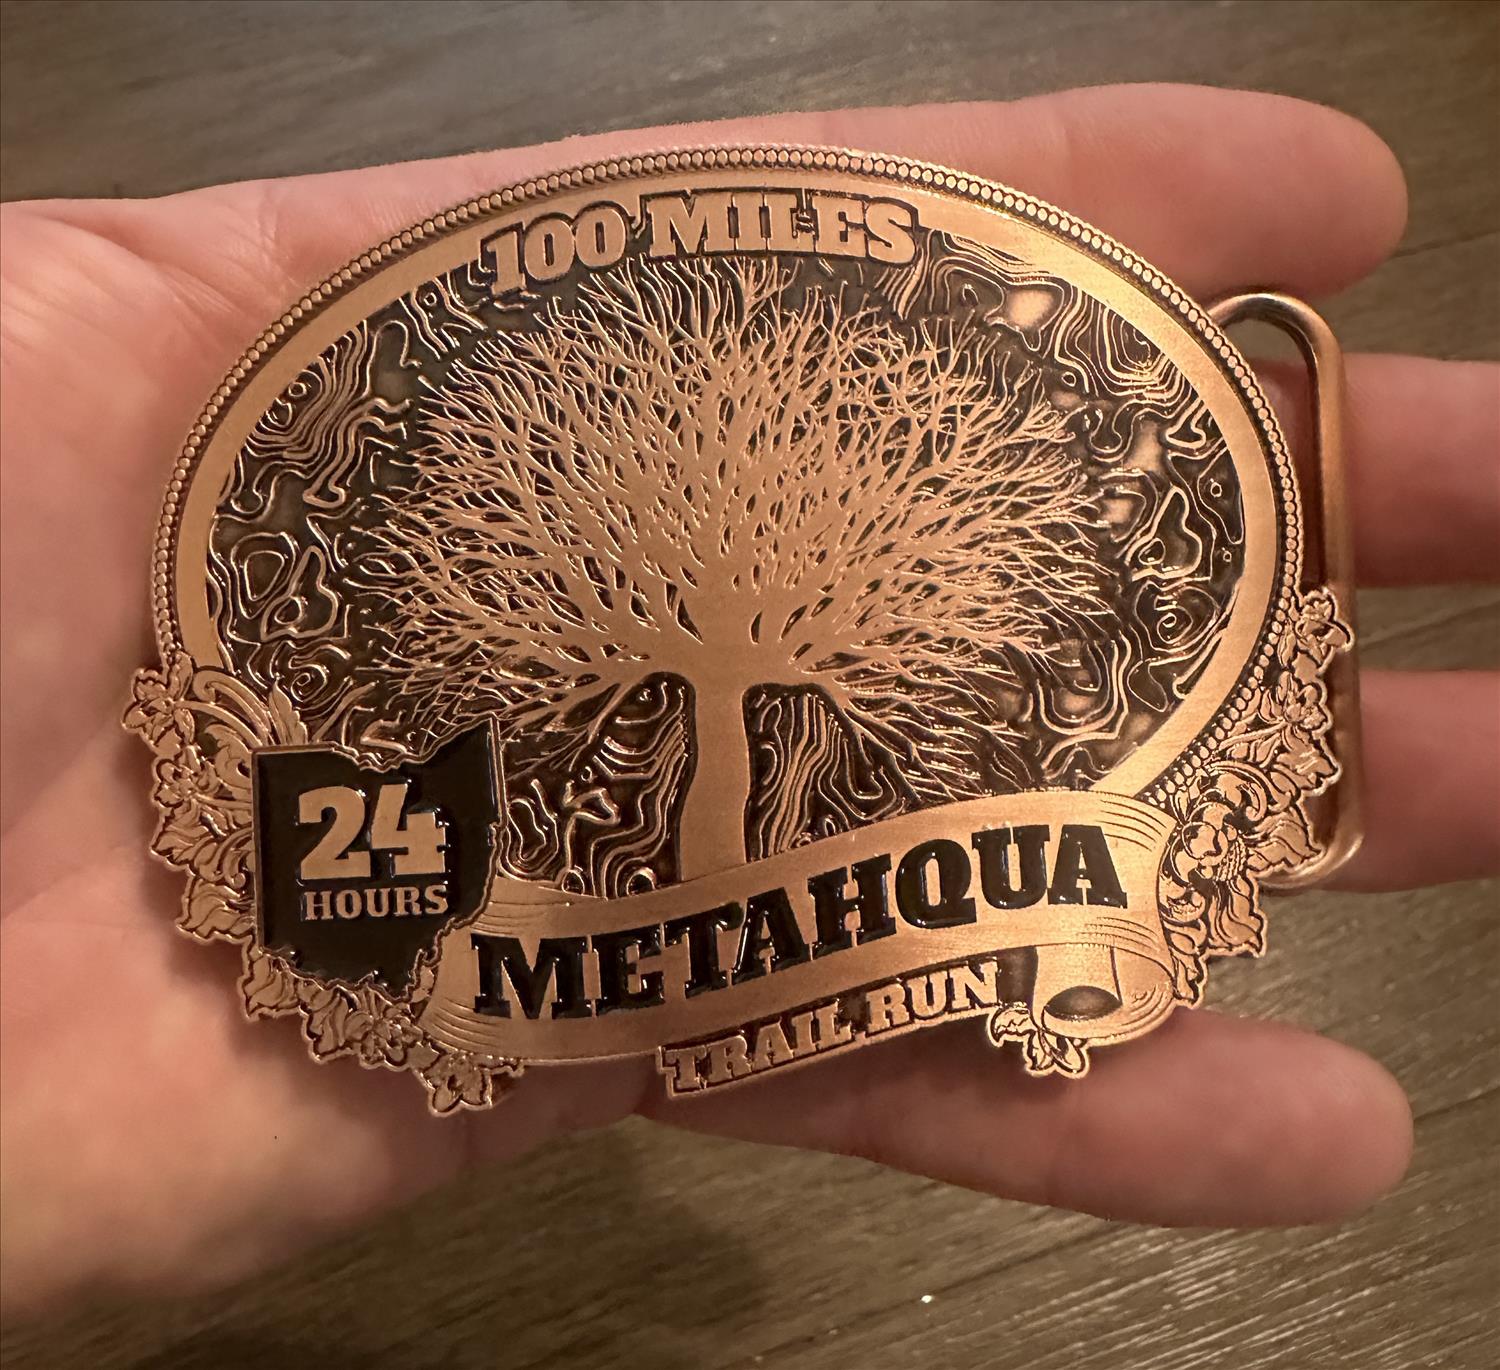 100 MILES
24
HOURS
METAHQUA
TRAIL RUN